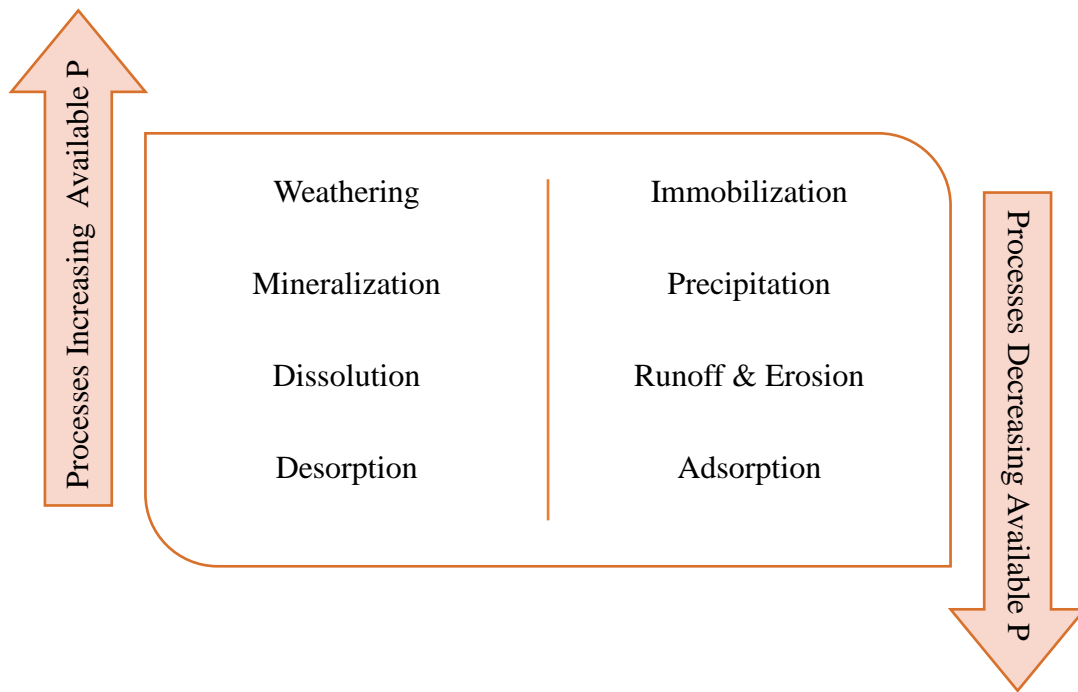 Processes Increasing  Available P
Weathering
Immobilization
Mineralization
Precipitation
Dissolution
Runoff & Erosion
Desorption
Adsorption
Processes Decreasing Available P